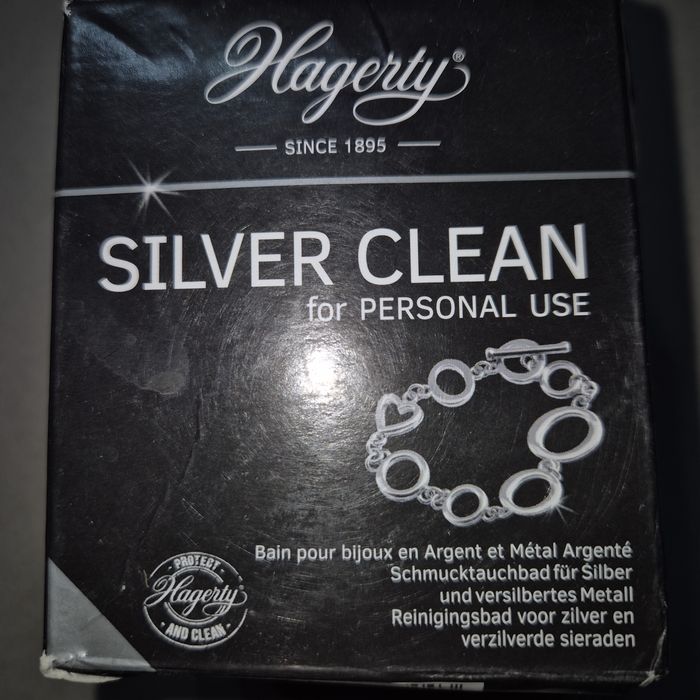 Hagerty®
SINCE 1895
SILVER CLEAN
for PERSONAL USE
Bain pour bijoux en Argent et Métal Argenté
Schmucktauchbad für Silber
und versilbertes Metall
Reinigingsbad voor zilver en
verzilverde sieraden
PROTECT
Hagerty
AND CLEAN